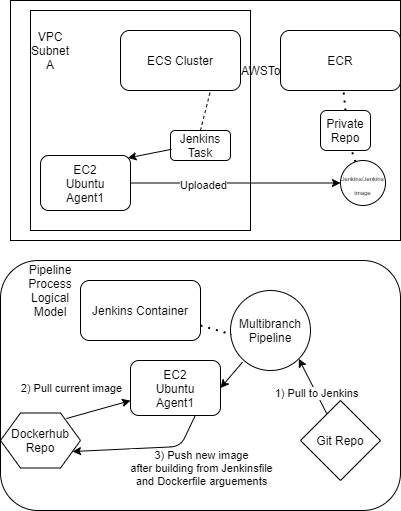 VPC
Subnet
A
ECS Cluster
AWSTo
ECR
Jenkins
Task
Private
Repo
EC2
Ubuntu
Agent1
Uploaded
Jenkins/Jenkins
image
Pipeline
Process
Logical
Model
Jenkins Container
Multibranch
Pipeline
EC2
Ubuntu
Agent1
2) Pull current image
1) Pull to Jenkins
Dockerhub
Repo
Git Repo
3) Push new image
after building from Jenkinsfile
and Dockerfile arguements